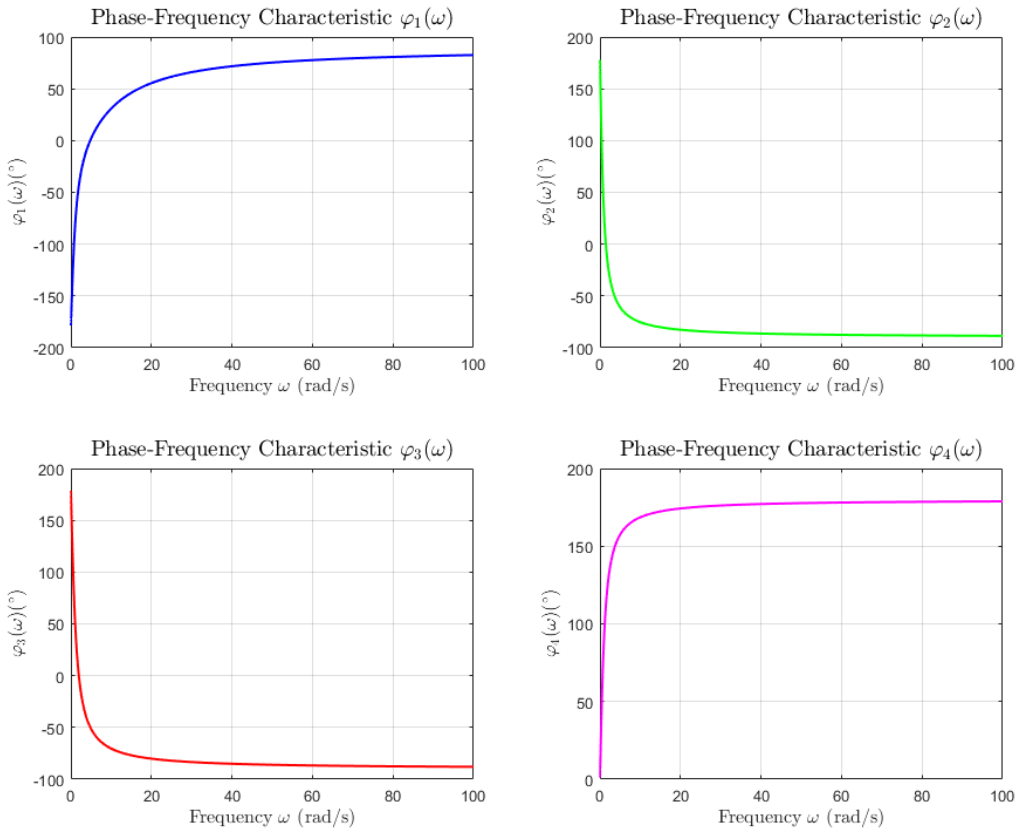 Phase-Frequency Characteristic φ₁(ω)
100
50
0
-50
-100
-150
-200
φ₁(ω)(°)
0 20 40 60 80 100
Frequency ω (rad/s)
Phase-Frequency Characteristic φ₂(ω)
200
150
100
50
0
-50
-100
φ₂(ω)(°)
0 20 40 60 80 100
Frequency ω (rad/s)
Phase-Frequency Characteristic φ₃(ω)
200
150
100
50
0
-50
-100
φ₃(ω)(°)
0 20 40 60 80 100
Frequency ω (rad/s)
Phase-Frequency Characteristic φ₄(ω)
200
150
100
50
0
φ₄(ω)(°)
0 20 40 60 80 100
Frequency ω (rad/s)